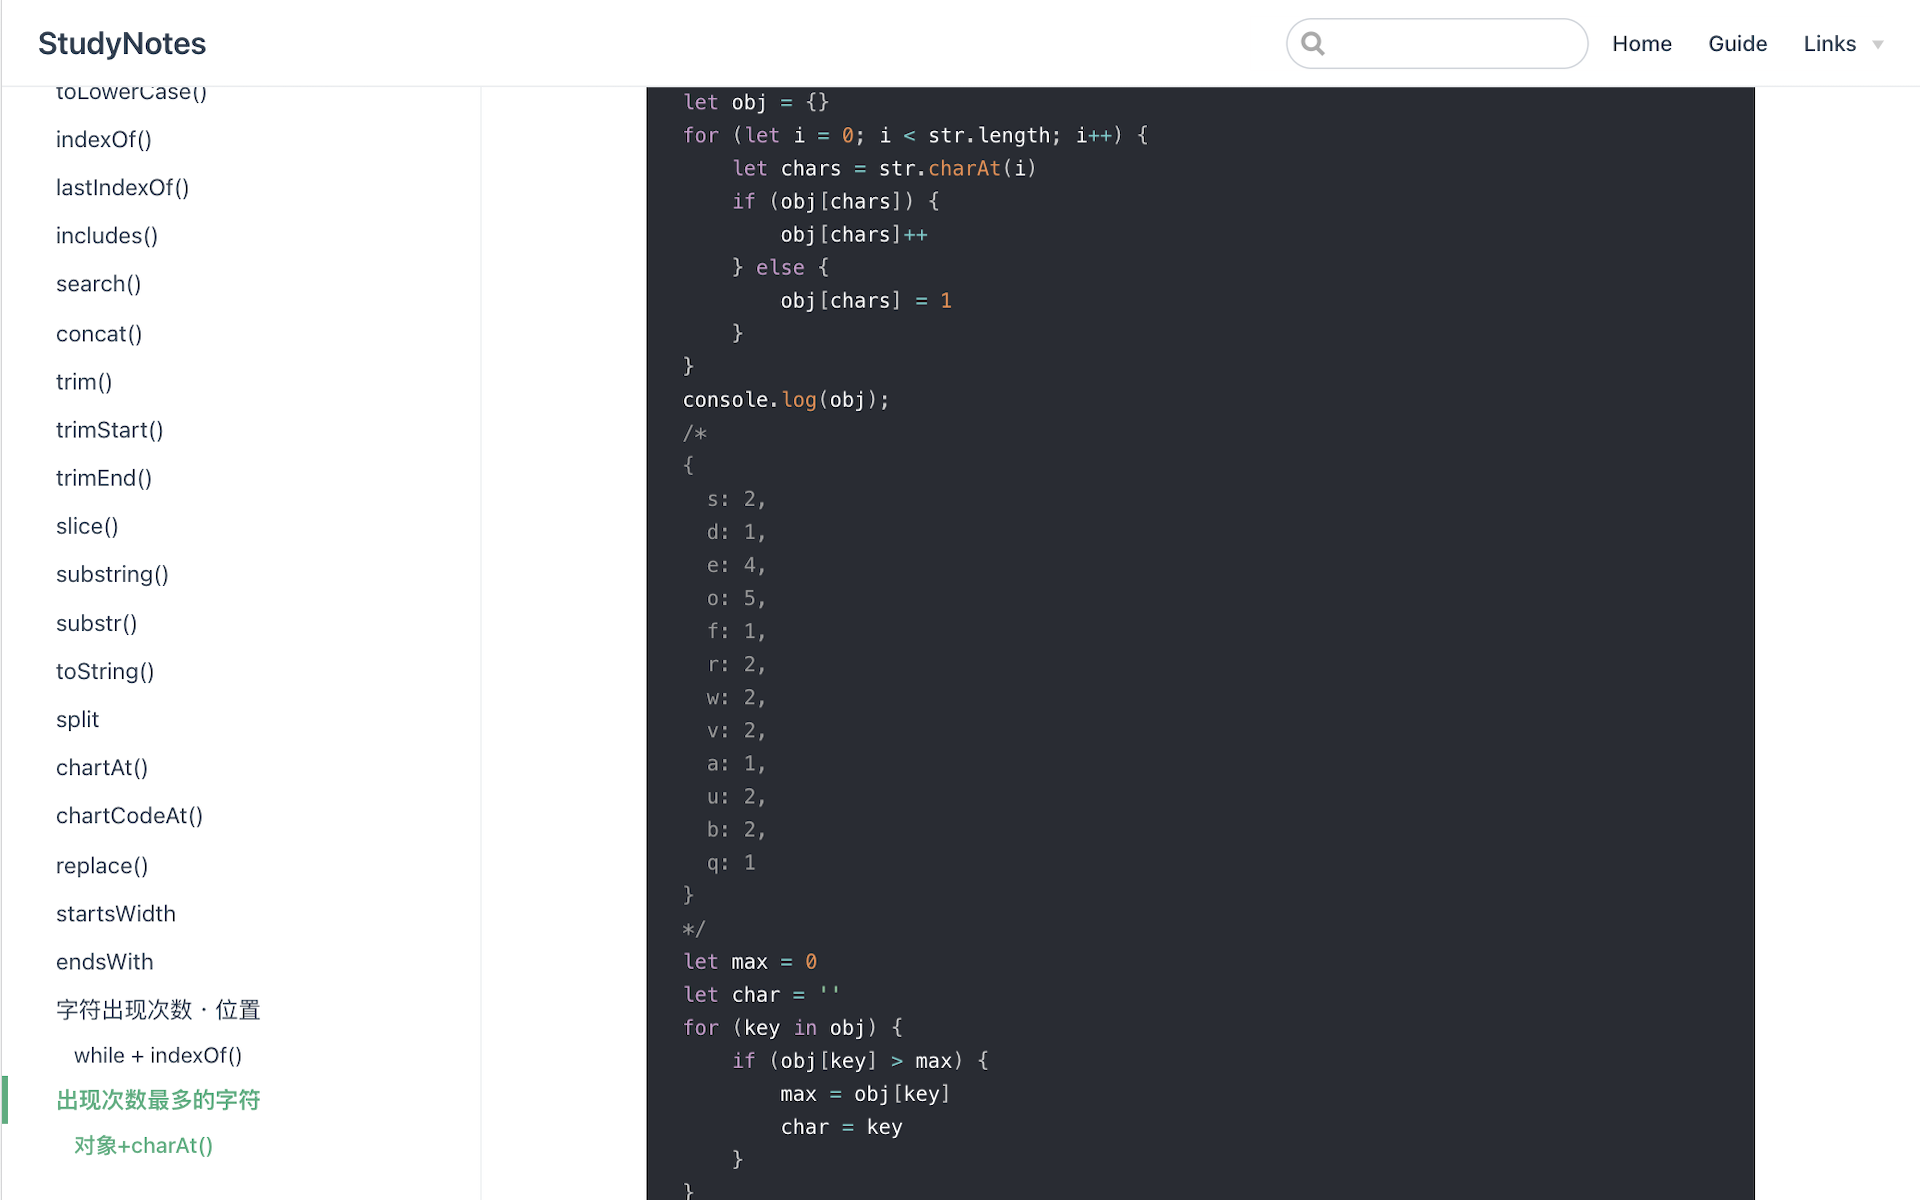 StudyNotes
Home
Guide
Links
toLowerCase()
indexOf()
lastIndexOf()
includes()
search()
concat()
trim()
trimStart()
trimEnd()
slice()
substring()
substr()
toString()
split
chartAt()
chartCodeAt()
replace()
startsWidth
endsWith
字符出现次数 · 位置
while + indexOf()
出现次数最多的字符
对象+charAt()
let obj = {}
for (let i = 0; i < str.length; i++) {
    let chars = str.charAt(i)
    if (obj[chars]) {
        obj[chars]++
    } else {
        obj[chars] = 1
    }
}
console.log(obj);
/*
{
  s: 2,
  d: 1,
  e: 4,
  o: 5,
  f: 1,
  r: 2,
  w: 2,
  v: 2,
  a: 1,
  u: 2,
  b: 2,
  q: 1
}
*/
let max = 0
let char = ''
for (key in obj) {
    if (obj[key] > max) {
        max = obj[key]
        char = key
    }
}